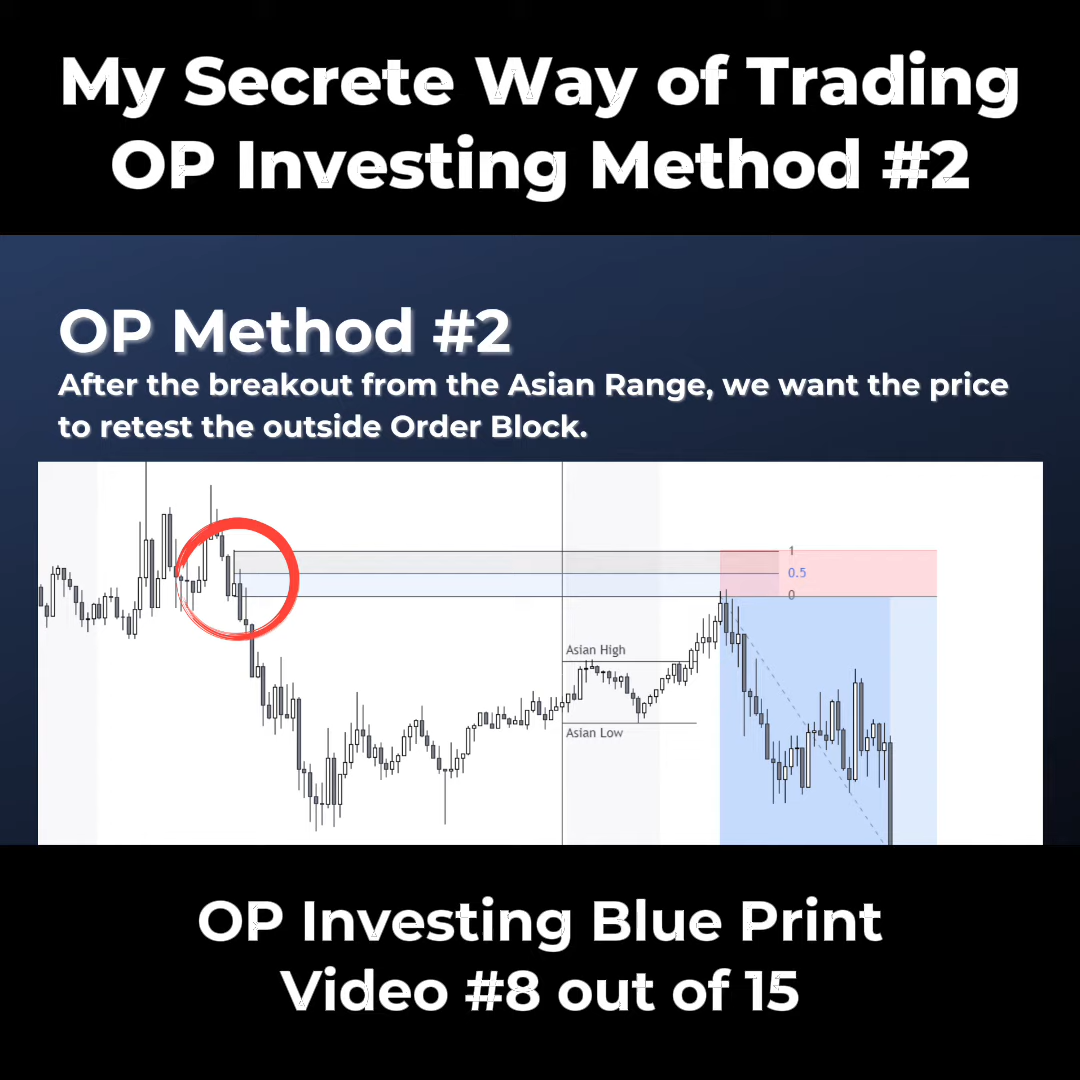 My Secrete Way of Trading
OP Investing Method #2
OP Method #2
After the breakout from the Asian Range, we want the price
to retest the outside Order Block.
1
0.5
0
Asian High
Asian Low
OP Investing Blue Print
Video #8 out of 15